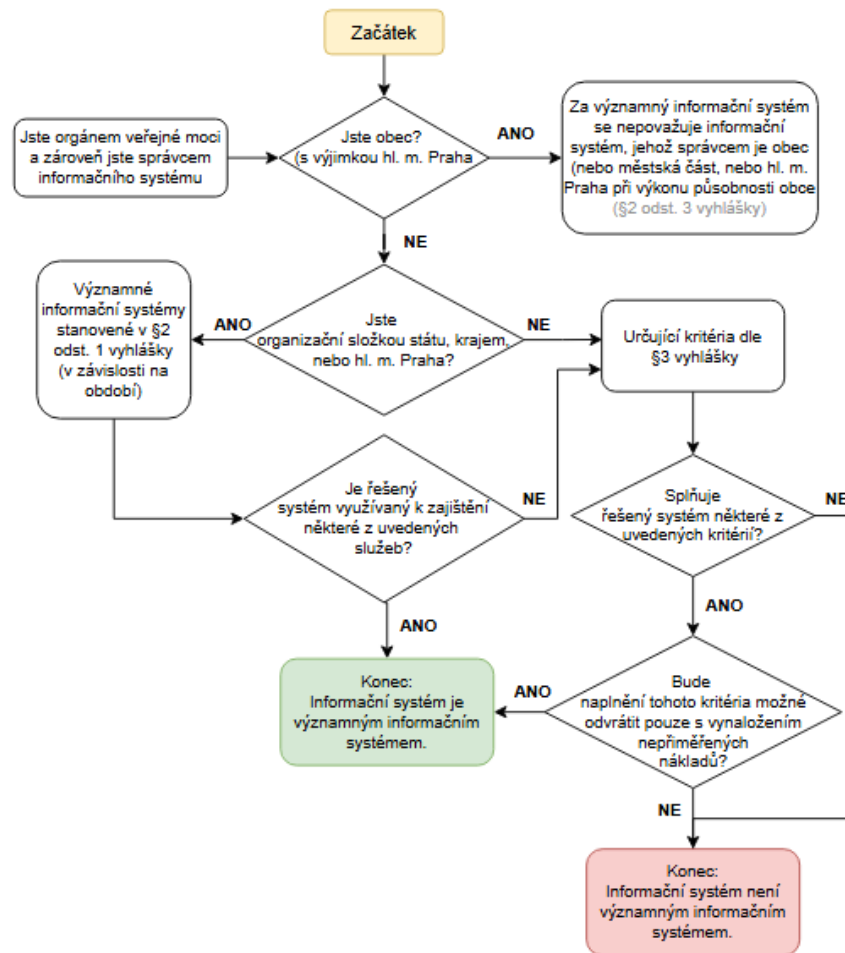 Začátek
Jste orgánem veřejné moci
a zároveň jste správcem
informačního systému
Jste obec?
(s výjimkou hl. m. Praha
ANO
Za významný informační systém
se nepovažuje informační
systém, jehož správcem je obec
(nebo městská část, nebo hl. m.
Praha při výkonu působnosti obce
(§2 odst. 3 vyhlášky)
NE
Významné
informační systémy
stanovené v §2
odst. 1 vyhlášky
(v závislosti na
období)
ANO
Jste
organizační složkou státu, krajem,
nebo hl. m. Praha?
NE
Určující kritéria dle
§3 vyhlášky
Je řešený
systém využívaný k zajištění
některé z uvedených
služeb?
NE
Splňuje
řešený systém některé z
uvedených kritérií?
NE
ANO
ANO
Konec:
Informační systém je
významným informačním
systémem.
ANO
Bude
naplnění tohoto kritéria možné
odvrátit pouze s vynaložením
nepřiměřených
nákladů?
NE
Konec:
Informační systém není
významným informačním
systémem.